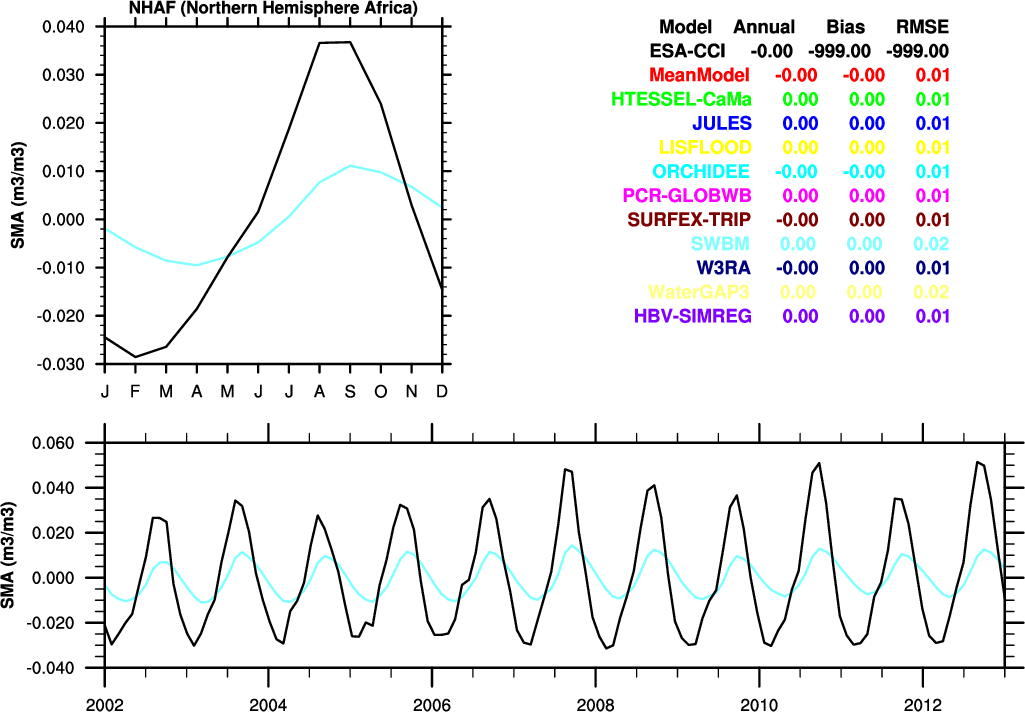 NHAF (Northern Hemisphere Africa)
0.040
0.030
0.020
0.010
0.000
-0.010
-0.020
-0.030
SMA (m3/m3)
J F M A M J J A S O N D
Model Annual Bias RMSE
ESA-CCI -0.00 -999.00 -999.00
MeanModel -0.00 -0.00 0.01
HTESSEL-CaMa 0.00 0.00 0.01
JULES 0.00 0.00 0.01
LISFLOOD 0.00 0.00 0.01
ORCHIDEE -0.00 -0.00 0.01
PCR-GLOBWB 0.00 0.00 0.01
SURFEX-TRIP -0.00 0.00 0.01
SWBM 0.00 0.00 0.02
W3RA -0.00 0.00 0.01
WaterGAP3 0.00 0.00 0.02
HBV-SIMREG 0.00 0.00 0.01
0.060
0.040
0.020
0.000
-0.020
-0.040
SMA (m3/m3)
2002 2004 2006 2008 2010 2012